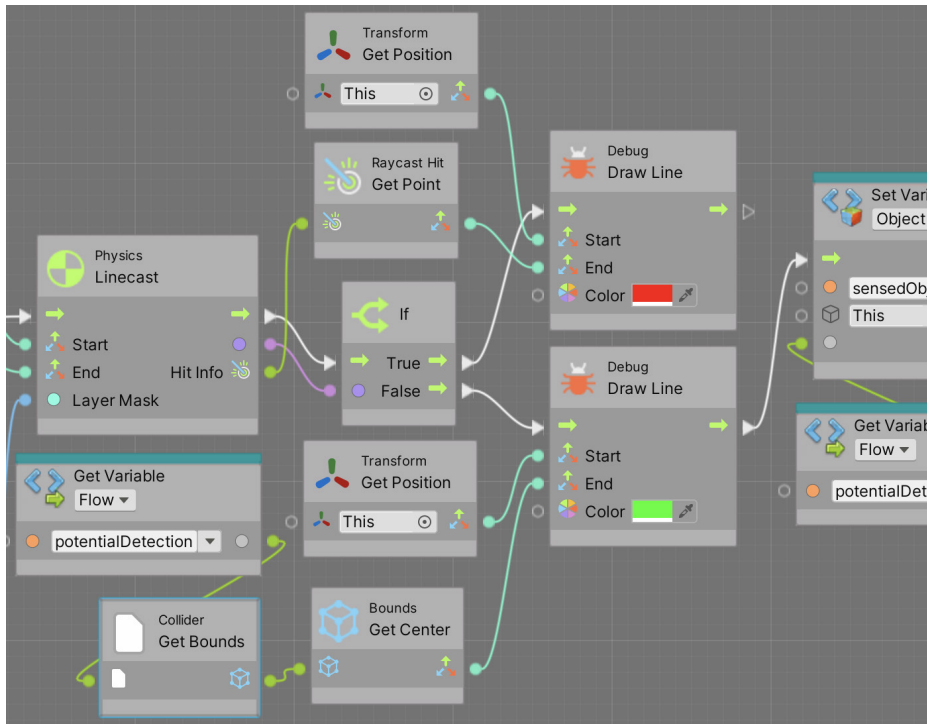 Transform
Get Position
This
Raycast Hit
Get Point
Debug
Draw Line
Start
End
Color
Set Vari
Object
sensedObj
This
Physics
Linecast
Start
End
Hit Info
Layer Mask
If
True
False
Debug
Draw Line
Start
End
Color
Get Variab
Flow
potentialDet
Get Variable
Flow
potentialDetection
Transform
Get Position
This
Collider
Get Bounds
Bounds
Get Center